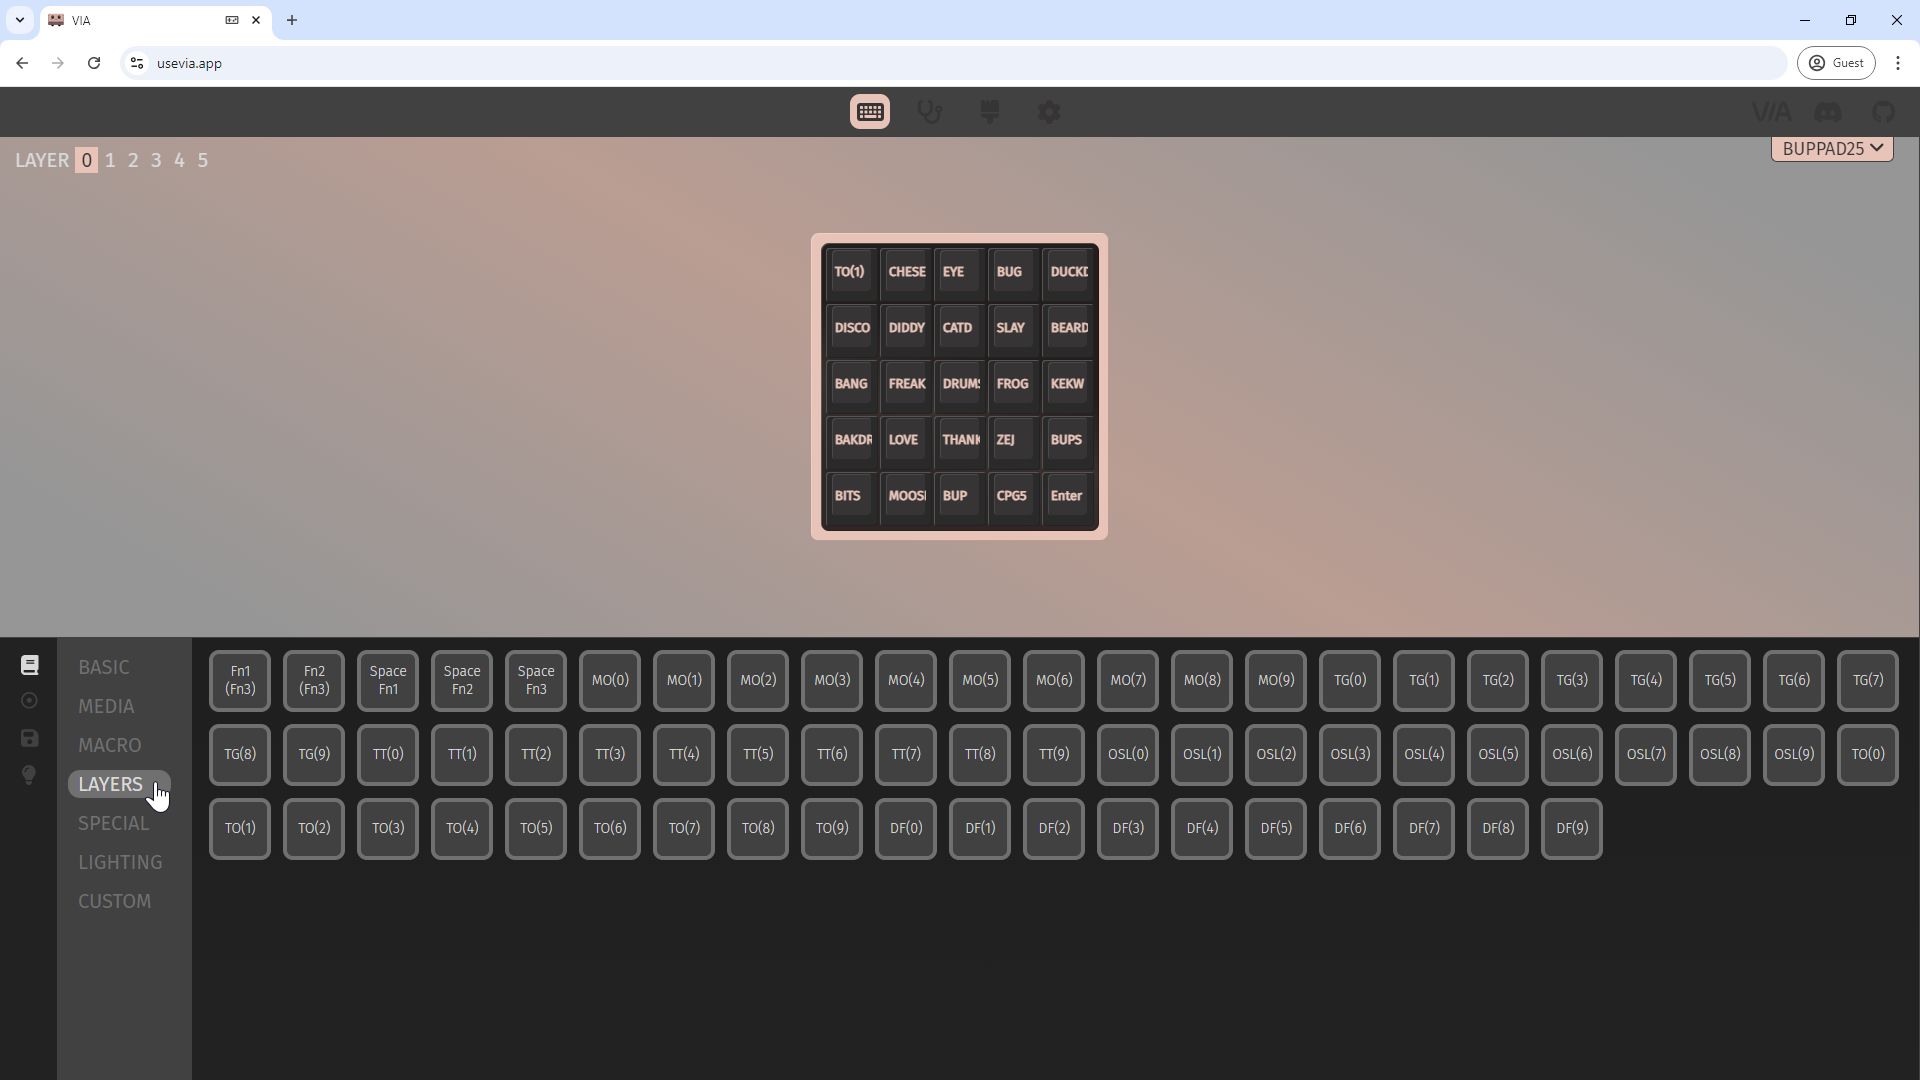 VIA
usevia.app
Guest
VIA
LAYER 0 1 2 3 4 5
BUPPAD25
TO(1) CHESE EYE BUG DUCKD
DISCO DIDDY CATD SLAY BEARD
BANG FREAK DRUMS FROG KEKW
BAKDR LOVE THANK ZEJ BUPS
BITS MOOSI BUP CPG5 Enter
BASIC
MEDIA
MACRO
LAYERS
SPECIAL
LIGHTING
CUSTOM
Fn1 (Fn3) Fn2 (Fn3) Space Fn1 Space Fn2 Space Fn3 MO(0) MO(1) MO(2) MO(3) MO(4) MO(5) MO(6) MO(7) MO(8) MO(9) TG(0) TG(1) TG(2) TG(3) TG(4) TG(5) TG(6) TG(7)
TG(8) TG(9) TT(0) TT(1) TT(2) TT(3) TT(4) TT(5) TT(6) TT(7) TT(8) TT(9) OSL(0) OSL(1) OSL(2) OSL(3) OSL(4) OSL(5) OSL(6) OSL(7) OSL(8) OSL(9) TO(0)
TO(1) TO(2) TO(3) TO(4) TO(5) TO(6) TO(7) TO(8) TO(9) DF(0) DF(1) DF(2) DF(3) DF(4) DF(5) DF(6) DF(7) DF(8) DF(9)